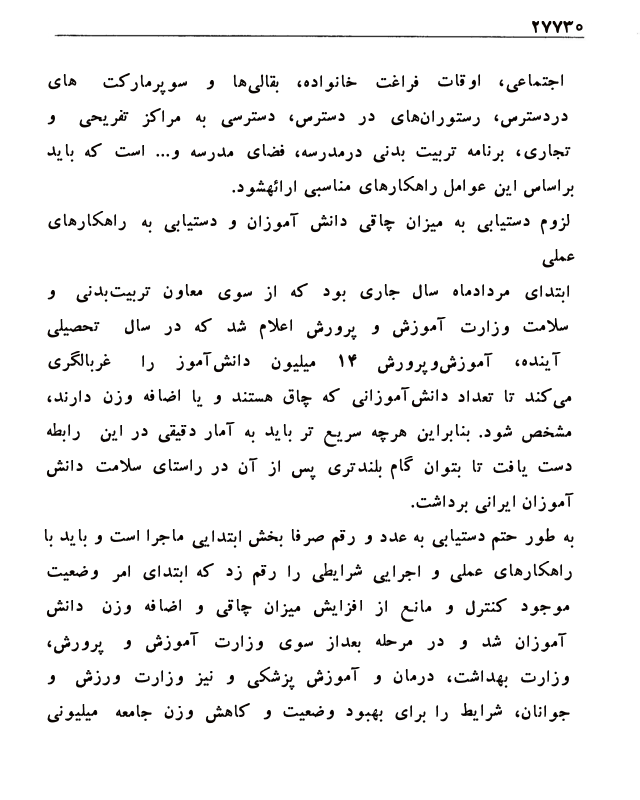 ۲۷۷۳۰
اجتماعی، اوقات فراغت خانواده، بقالی‌ها و سوپرمارکت های
دردسترس، رستوران‌های در دسترس، دسترسی به مراکز تفریحی و
تجاری، برنامه تربیت بدنی درمدرسه، فضای مدرسه و... است که باید
براساس این عوامل راهکارهای مناسبی ارائهشود.
لزوم دستیابی به میزان چاقی دانش آموزان و دستیابی به راهکارهای
عملی
ابتدای مردادماه سال جاری بود که از سوی معاون تربیت‌بدنی و
سلامت وزارت آموزش و پرورش اعلام شد که در سال تحصیلی
آینده، آموزش‌وپرورش ۱۴ میلیون دانش‌آموز را غربالگری
می‌کند تا تعداد دانش‌آموزانی که چاق هستند و یا اضافه وزن دارند،
مشخص شود. بنابراین هرچه سریع تر باید به آمار دقیقی در این رابطه
دست یافت تا بتوان گام بلندتری پس از آن در راستای سلامت دانش
آموزان ایرانی برداشت.
به طور حتم دستیابی به عدد و رقم صرفا بخش ابتدایی ماجرا است و باید با
راهکارهای عملی و اجرایی شرایطی را رقم زد که ابتدای امر وضعیت
موجود کنترل و مانع از افزایش میزان چاقی و اضافه وزن دانش
آموزان شد و در مرحله بعداز سوی وزارت آموزش و پرورش،
وزارت بهداشت، درمان و آموزش پزشکی و نیز وزارت ورزش و
جوانان، شرایط را برای بهبود وضعیت و کاهش وزن جامعه میلیونی